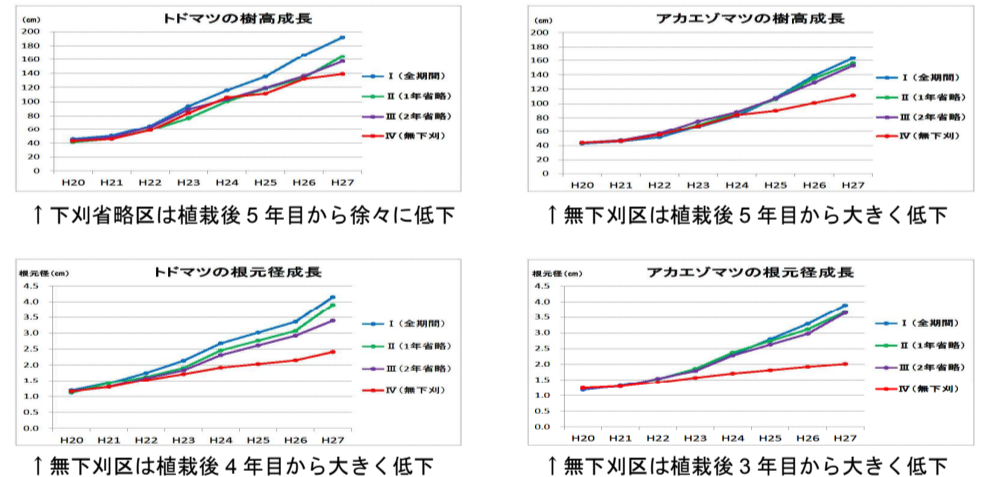 トドマツの樹高成長
(cm)
200
180
160
140
120
100
80
60
40
20
0
H20 H21 H22 H23 H24 H25 H26 H27
Ⅰ（全期間）
Ⅱ（1年省略）
Ⅲ（2年省略）
Ⅳ（無下刈）
↑下刈省略区は植栽後５年目から徐々に低下
アカエゾマツの樹高成長
(cm)
200
180
160
140
120
100
80
60
40
20
0
H20 H21 H22 H23 H24 H25 H26 H27
Ⅰ（全期間）
Ⅱ（1年省略）
Ⅲ（2年省略）
Ⅳ（無下刈）
↑無下刈区は植栽後５年目から大きく低下
トドマツの根元径成長
根元径(cm)
4.5
4.0
3.5
3.0
2.5
2.0
1.5
1.0
0.5
0.0
H20 H21 H22 H23 H24 H25 H26 H27
Ⅰ（全期間）
Ⅱ（1年省略）
Ⅲ（2年省略）
Ⅳ（無下刈）
↑無下刈区は植栽後４年目から大きく低下
アカエゾマツの根元径成長
根元径(cm)
4.5
4.0
3.5
3.0
2.5
2.0
1.5
1.0
0.5
0.0
H20 H21 H22 H23 H24 H25 H26 H27
Ⅰ（全期間）
Ⅱ（1年省略）
Ⅲ（2年省略）
Ⅳ（無下刈）
↑無下刈区は植栽後３年目から大きく低下